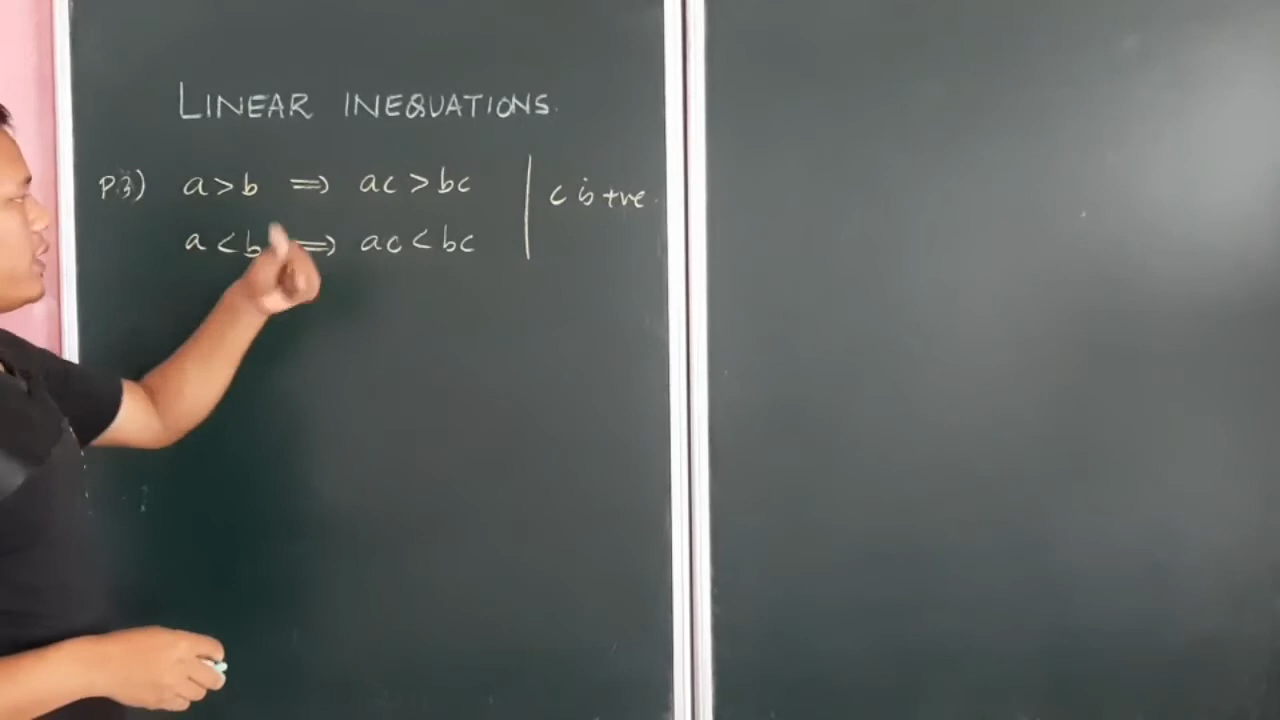 LINEAR INEQUATIONS.
P.3) a > b ⇒ ac > bc | c is +ve.
a < b ⇒ ac < bc